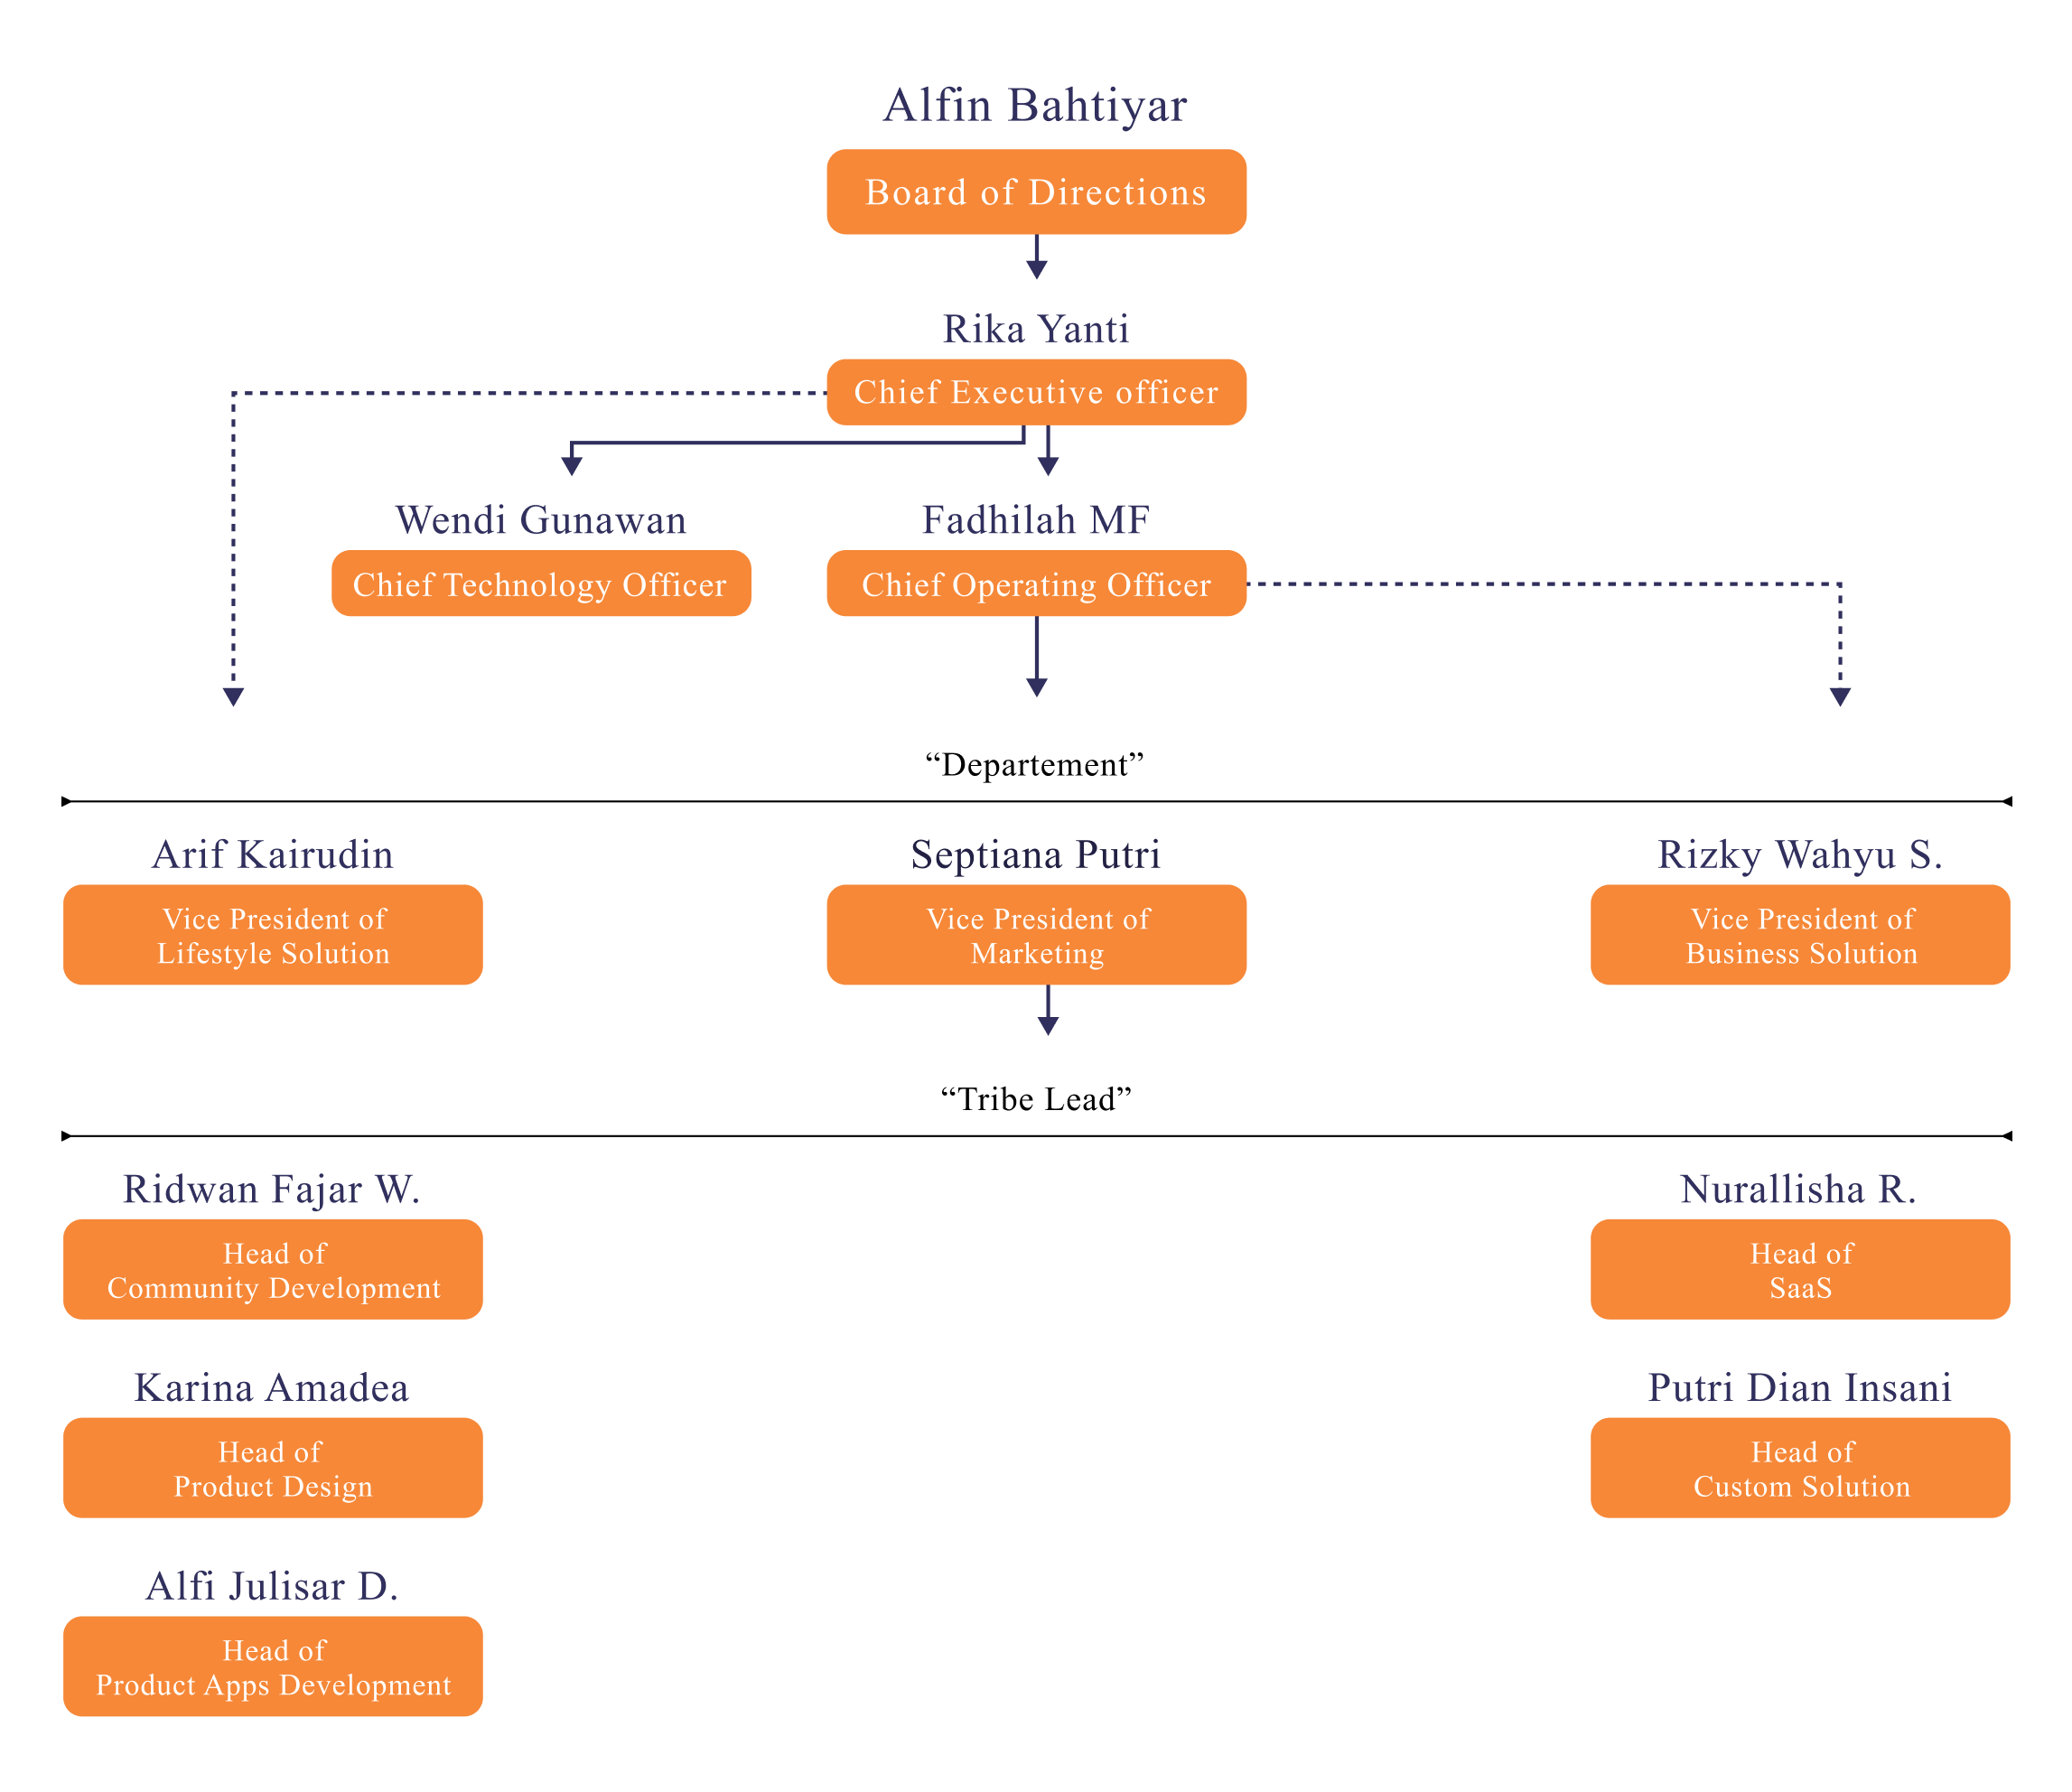 Alfin Bahtiyar
Board of Directions
Rika Yanti
Chief Executive officer
Wendi Gunawan
Chief Technology Officer
Fadhilah MF
Chief Operating Officer
“Departement”
Arif Kairudin
Vice President of
Lifestyle Solution
Septiana Putri
Vice President of
Marketing
Rizky Wahyu S.
Vice President of
Business Solution
“Tribe Lead”
Ridwan Fajar W.
Head of
Community Development
Nurallisha R.
Head of
SaaS
Karina Amadea
Head of
Product Design
Putri Dian Insani
Head of
Custom Solution
Alfi Julisar D.
Head of
Product Apps Development